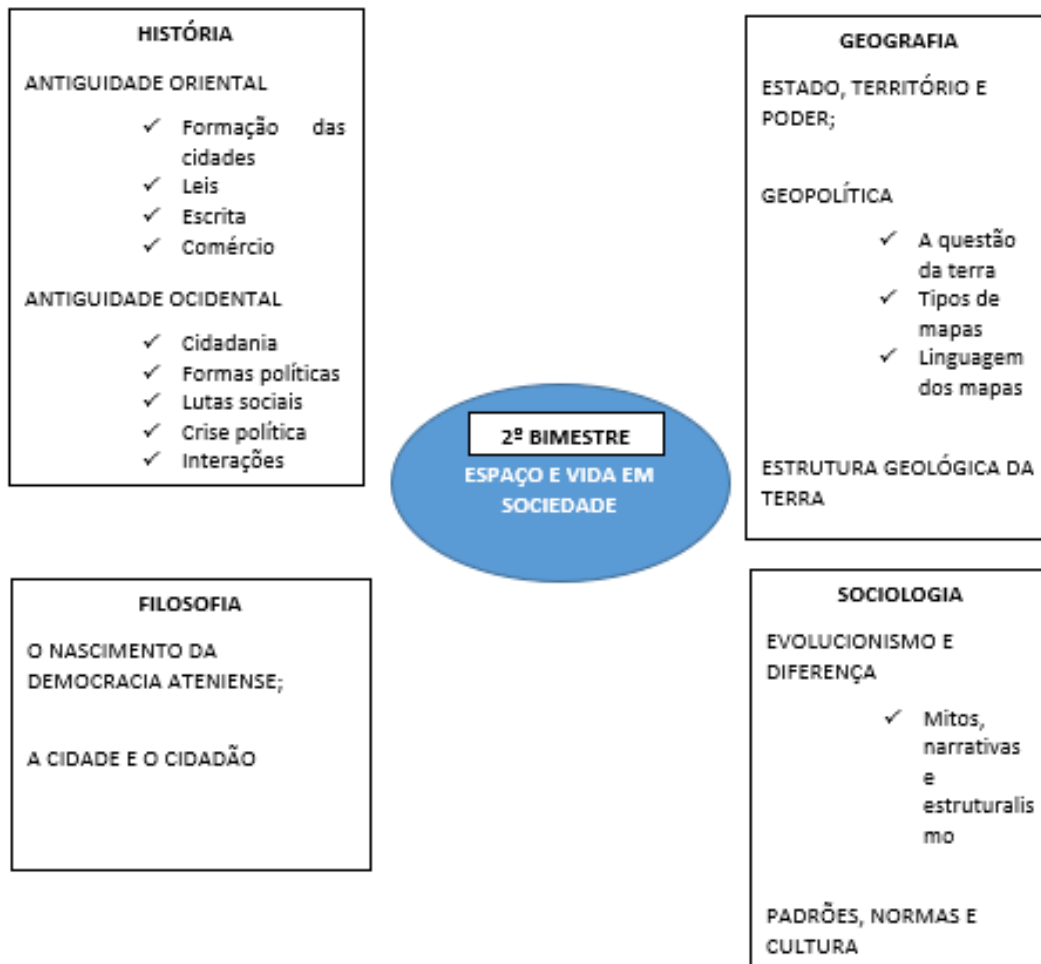 HISTÓRIA
ANTIGUIDADE ORIENTAL
✓ Formação das
cidades
✓ Leis
✓ Escrita
✓ Comércio
ANTIGUIDADE OCIDENTAL
✓ Cidadania
✓ Formas políticas
✓ Lutas sociais
✓ Crise política
✓ Interações
GEOGRAFIA
ESTADO, TERRITÓRIO E
PODER;
GEOPOLÍTICA
✓ A questão
da terra
✓ Tipos de
mapas
✓ Linguagem
dos mapas
ESTRUTURA GEOLÓGICA DA
TERRA
2º BIMESTRE
ESPAÇO E VIDA EM
SOCIEDADE
FILOSOFIA
O NASCIMENTO DA
DEMOCRACIA ATENIENSE;
A CIDADE E O CIDADÃO
SOCIOLOGIA
EVOLUCIONISMO E
DIFERENÇA
✓ Mitos,
narrativas
e
estruturalis
mo
PADRÕES, NORMAS E
CULTURA